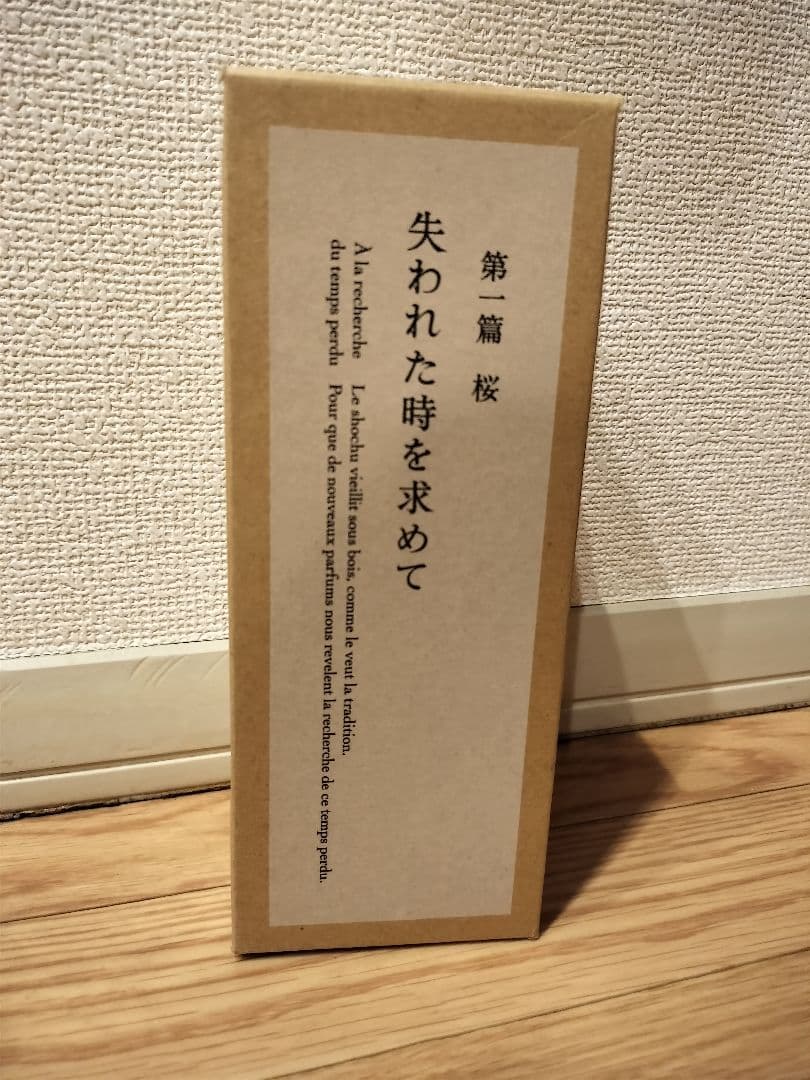 第一篇 桜
失われた時を求めて
À la recherche
du temps perdu
Le shochu vieillit sous bois, comme le veut la tradition.
Pour que de nouveaux parfums nous revelent la recherche de ce temps perdu.